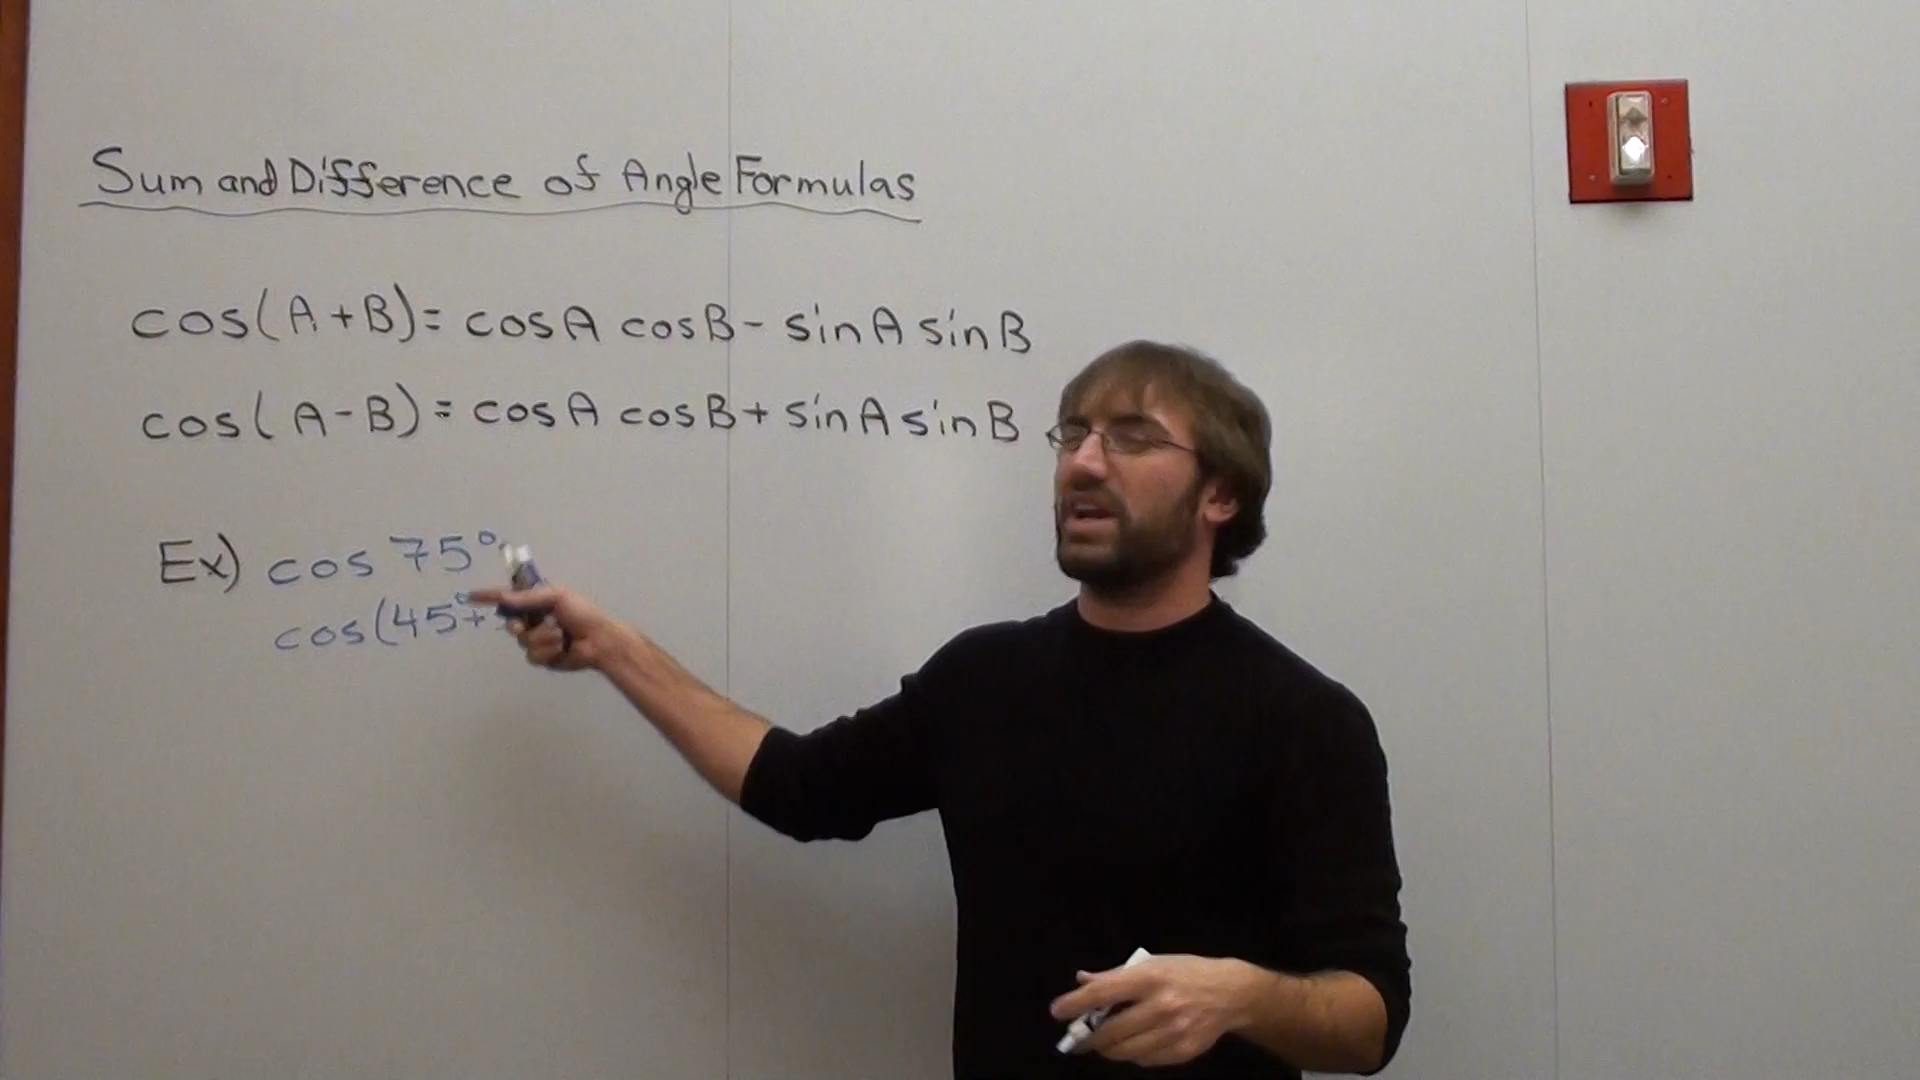 Sum and Difference of Angle Formulas
cos(A+B)= cosA cosB- sinA sinB
cos(A-B)= cosA cosB+ sinA sinB
Ex) cos 75°
cos(45°+